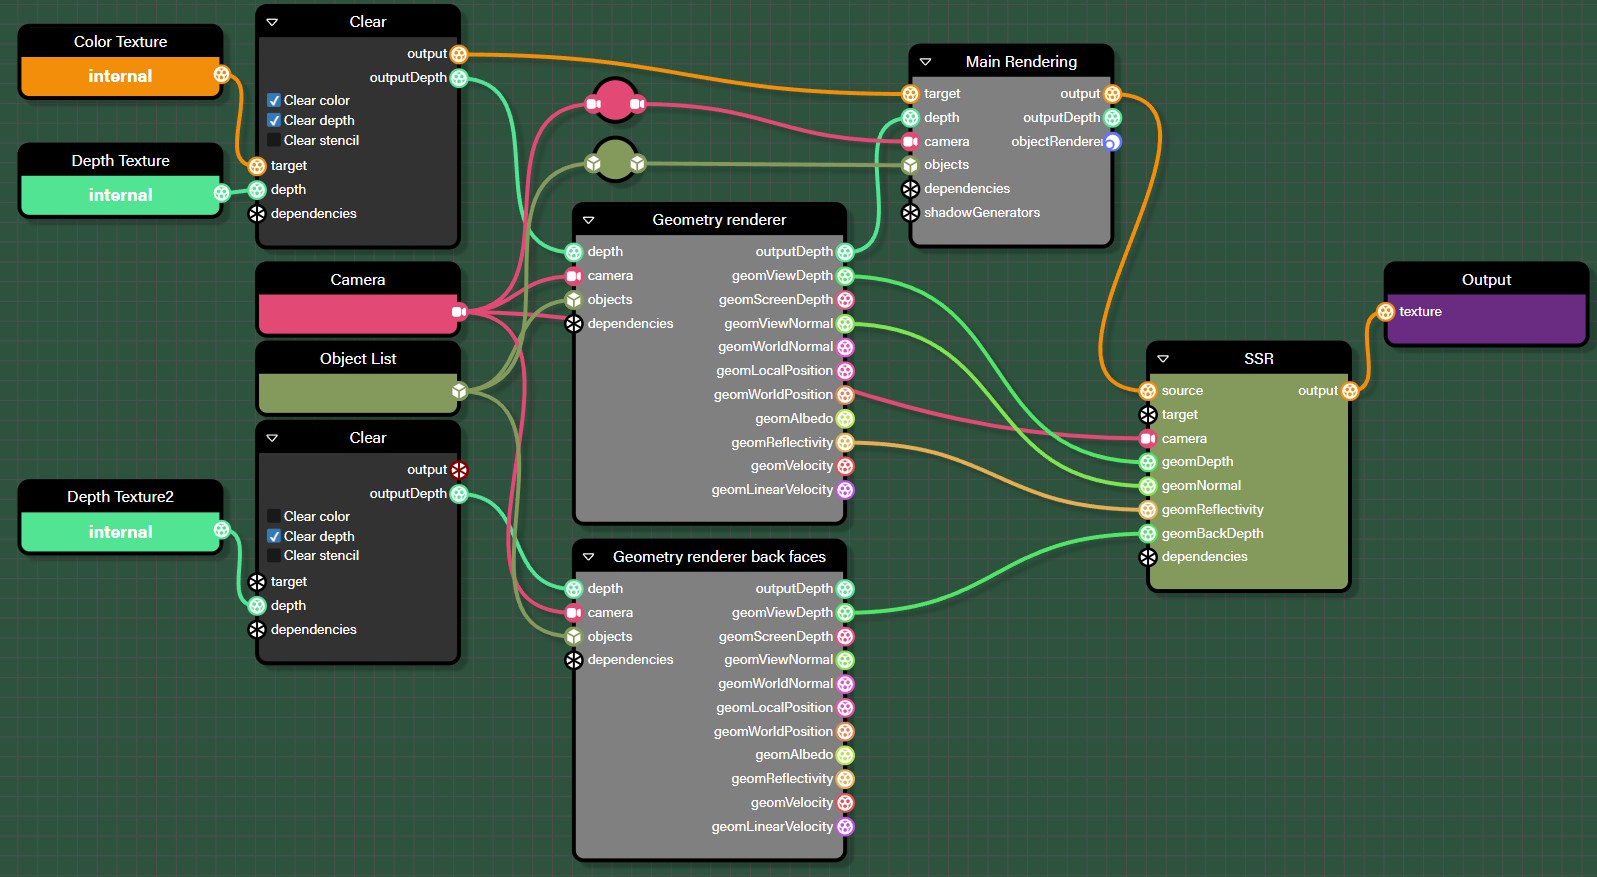 Color Texture
internal
Depth Texture
internal
Clear
output
outputDepth
Clear color
Clear depth
Clear stencil
target
depth
dependencies
Camera
Object List
Depth Texture2
internal
Clear
output
outputDepth
Clear color
Clear depth
Clear stencil
target
depth
dependencies
Geometry renderer
depth outputDepth
camera geomViewDepth
objects geomScreenDepth
dependencies geomViewNormal
geomWorldNormal
geomLocalPosition
geomWorldPosition
geomAlbedo
geomReflectivity
geomVelocity
geomLinearVelocity
Geometry renderer back faces
depth outputDepth
camera geomViewDepth
objects geomScreenDepth
dependencies geomViewNormal
geomWorldNormal
geomLocalPosition
geomWorldPosition
geomAlbedo
geomReflectivity
geomVelocity
geomLinearVelocity
Main Rendering
target output
depth outputDepth
camera objectRenderer
objects
dependencies
shadowGenerators
SSR
source output
target
camera
geomDepth
geomNormal
geomReflectivity
geomBackDepth
dependencies
Output
texture